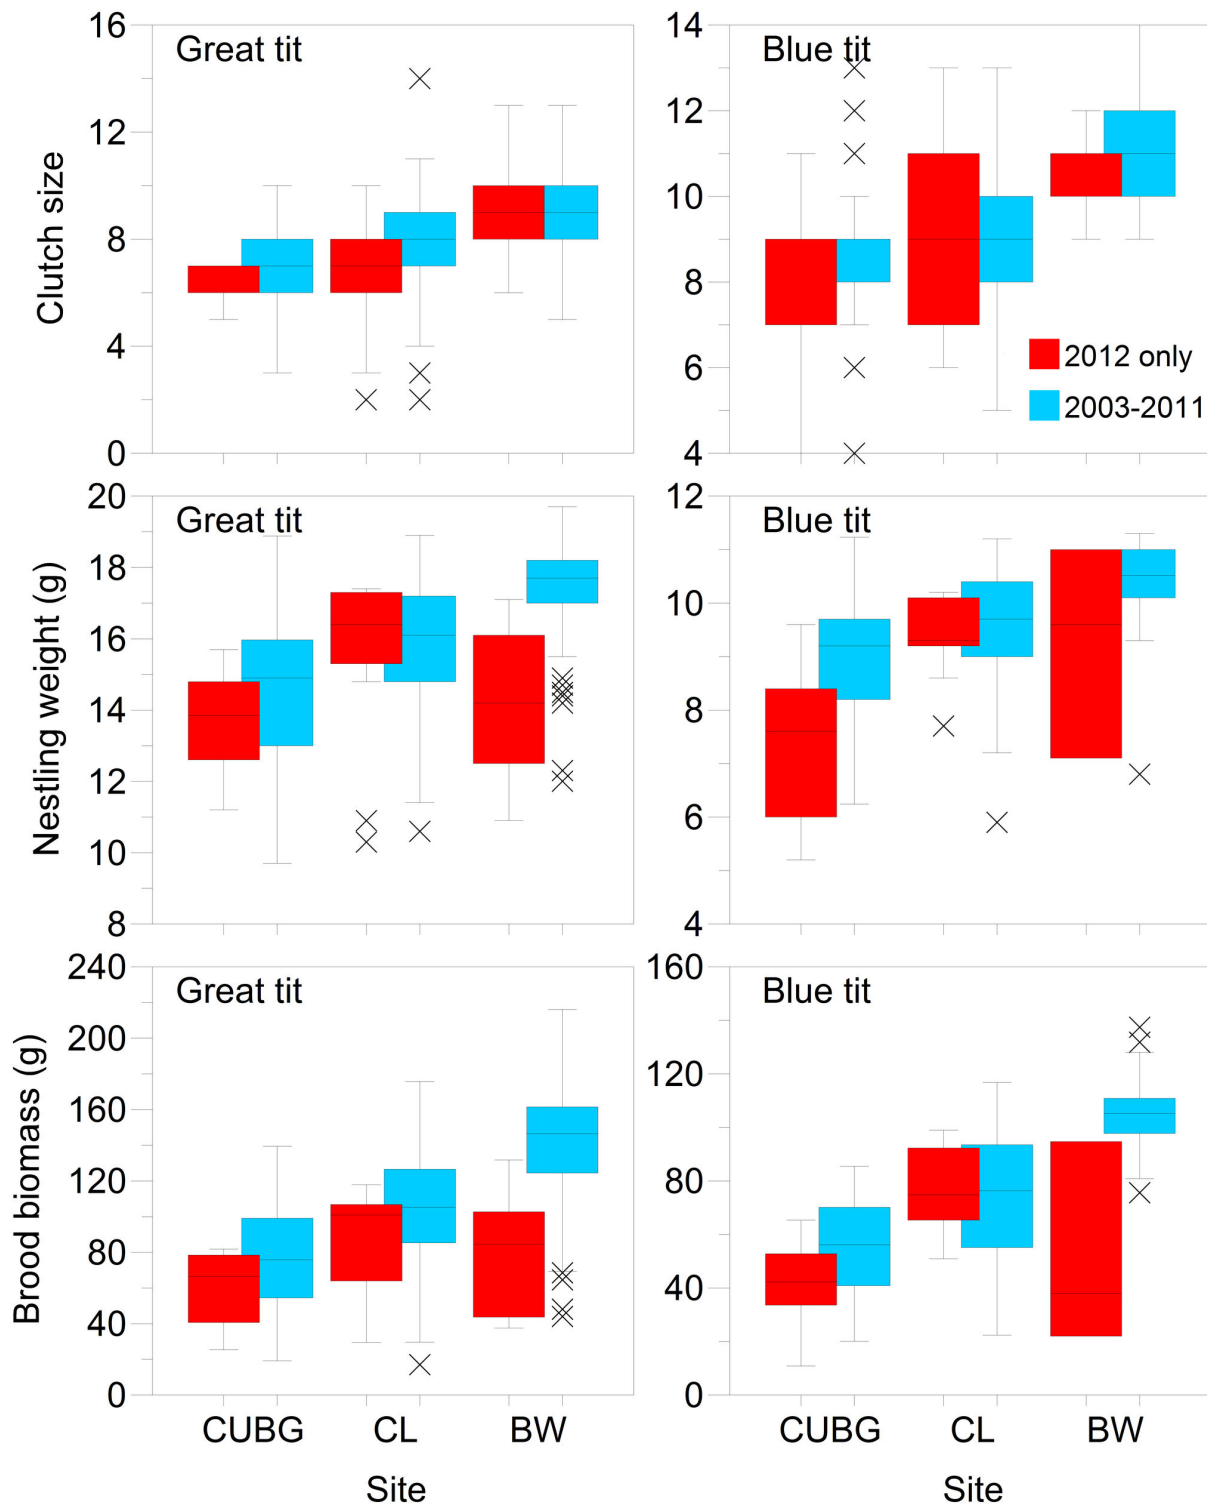 Clutch size
16
12
8
4
0
Great tit
14
12
10
8
6
4
Blue tit
2012 only
2003-2011
Nestling weight (g)
20
18
16
14
12
10
8
Great tit
12
10
8
6
4
Blue tit
Brood biomass (g)
240
200
160
120
80
40
0
Great tit
160
120
80
40
0
Blue tit
CUBG CL BW
CUBG CL BW
Site
Site